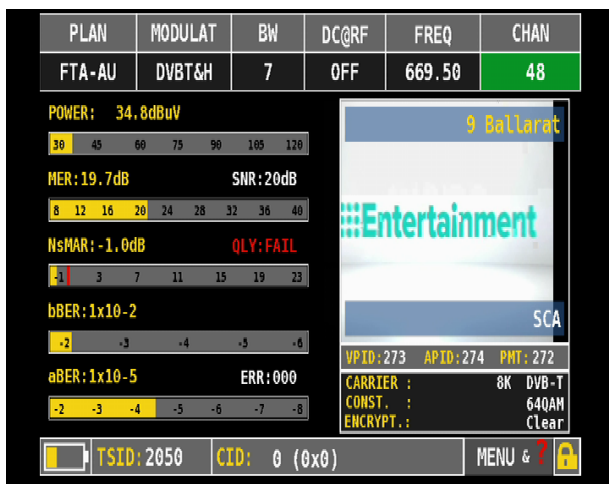 PLAN MODULAT BW DC@RF FREQ CHAN
FTA-AU DVBT&H 7 OFF 669.50 48
POWER: 34.8dBuV
30 45 60 75 90 105 120
MER:19.7dB SNR:20dB
8 12 16 20 24 28 32 36 40
NsMAR:-1.0dB QLY:FAIL
-1 3 7 11 15 19 23
bBER:1x10-2
-2 -3 -4 -5 -6
aBER:1x10-5 ERR:000
-2 -3 -4 -5 -6 -7 -8
9 Ballarat
Entertainment
SCA
VPID:273 APID:274 PMT:272
CARRIER : 8K DVB-T
CONST. : 64QAM
ENCRYPT.: Clear
TSID:2050 CID: 0 (0x0) MENU & ?